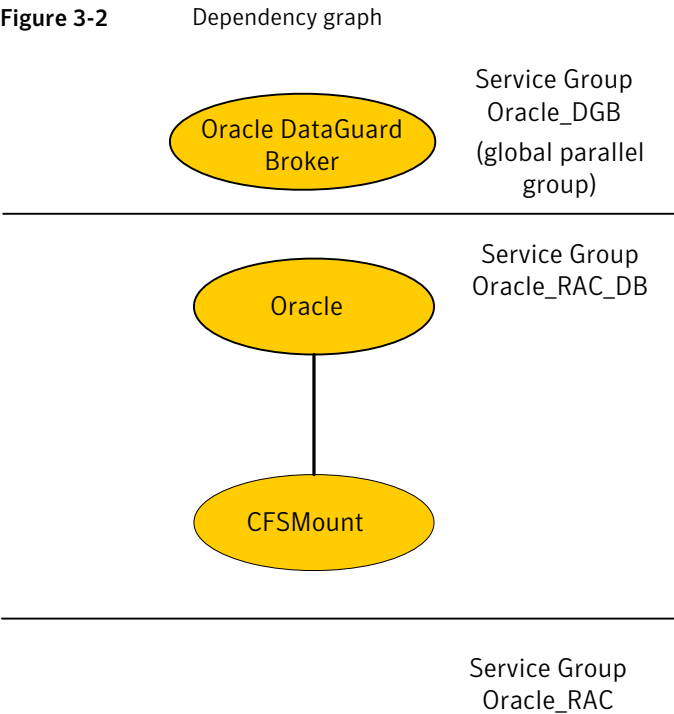 Figure 3-2 Dependency graph
Service Group
Oracle_DGB
(global parallel
group)
Oracle DataGuard
Broker
Service Group
Oracle_RAC_DB
Oracle
CFSMount
Service Group
Oracle_RAC